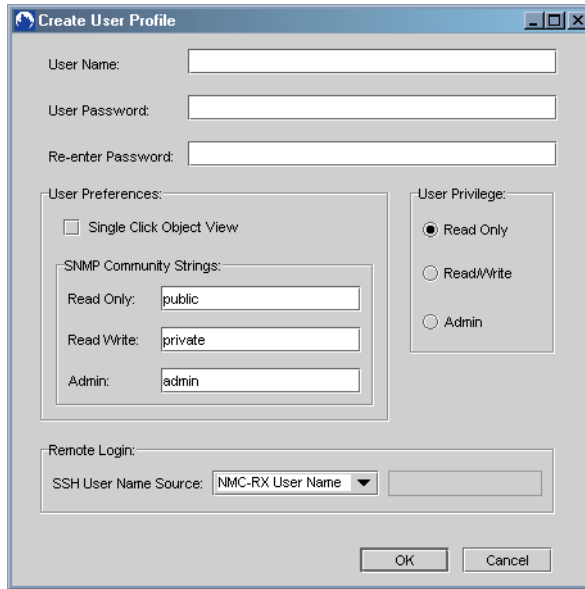 Create User Profile
User Name:
User Password:
Re-enter Password:
User Preferences:
Single Click Object View
SNMP Community Strings:
Read Only: public
Read Write: private
Admin: admin
User Privilege:
Read Only
Read/Write
Admin
Remote Login:
SSH User Name Source: NMC-RX User Name
OK Cancel